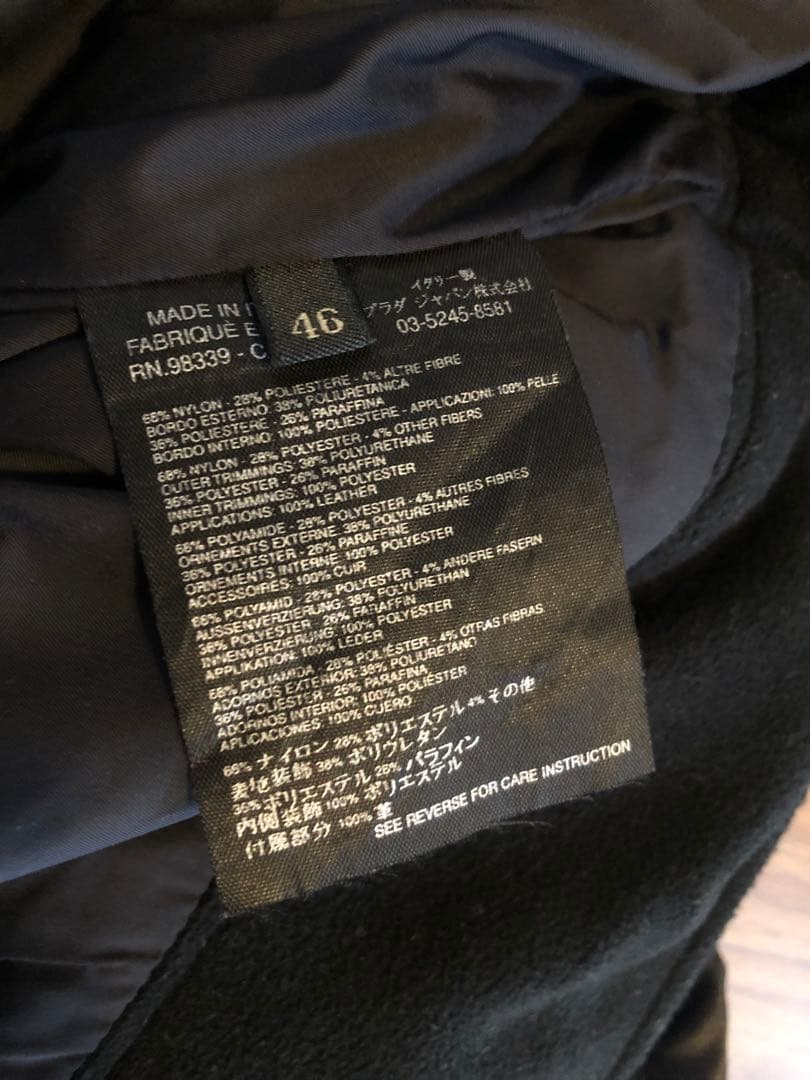 MADE IN I
FABRIQUÈ E
RN.98339 - C
46
イタリー製
プラダ ジャパン株式会社
03-5245-8581
68% NYLON - 28% POLIESTERE - 4% ALTRE FIBRE
BORDO ESTERNO: 38% POLIURETANICA
36% POLIESTERE - 26% PARAFFINA
BORDO INTERNO: 100% POLIESTERE - APPLICAZIONI: 100% PELLE
68% NYLON - 28% POLYESTER - 4% OTHER FIBERS
OUTER TRIMMINGS: 38% POLYURETHANE
36% POLYESTER - 26% PARAFFIN
INNER TRIMMINGS: 100% POLYESTER
APPLICATIONS: 100% LEATHER
68% POLYAMIDE - 28% POLYESTER - 4% AUTRES FIBRES
ORNEMENTS EXTERNE: 38% POLYURETHANE
36% POLYESTER - 26% PARAFFINE
ORNEMENTS INTERNE 100% POLYESTER
ACCESSOIRES: 100% CUIR
68% POLYAMID - 28% POLYESTER - 4% ANDERE FASERN
AUSSENVERZIERUNG: 38% POLYURETHAN
36% POLYESTER - 26% PARAFFIN
INNENVERZIERUNG: 100% POLYESTER
APPLIKATION: 100% LEDER
68% POLIAMIDA - 28% POLIÉSTER - 4% OTRAS FIBRAS
ADORNOS EXTERIOR: 38% POLIURETANO
36% POLIÉSTER - 26% PARAFINA
ADORNOS INTERIOR: 100% POLIÉSTER
APLICACIONES: 100% CUERO
68% ナイロン 28% ポリエステル 4% その他
表地装飾 38% ポリウレタン
36% ポリエステル 26% パラフィン
内側装飾 100% ポリエステル
付属部分 100% 革
SEE REVERSE FOR CARE INSTRUCTION